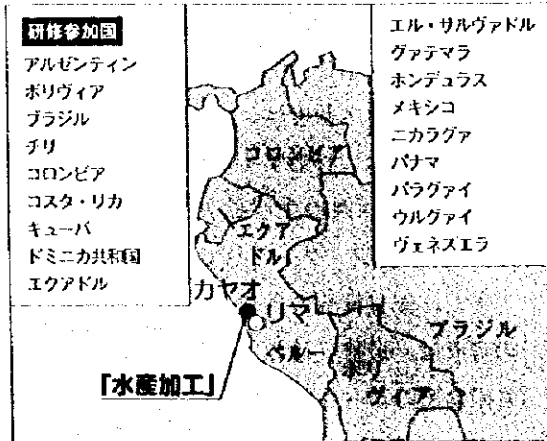 研修参加国
アルゼンティン
ボリヴィア
ブラジル
チリ
コロンビア
コスタ・リカ
キューバ
ドミニカ共和国
エクアドル
エル・サルヴァドル
グァテマラ
ホンデュラス
メキシコ
ニカラグァ
パナマ
パラグァイ
ウルグァイ
ヴェネズエラ
コロンビア
エクア
ドル
カヤオ
リマ
ペルー
ブラジル
ボリ
ヴィア
「水産加工」